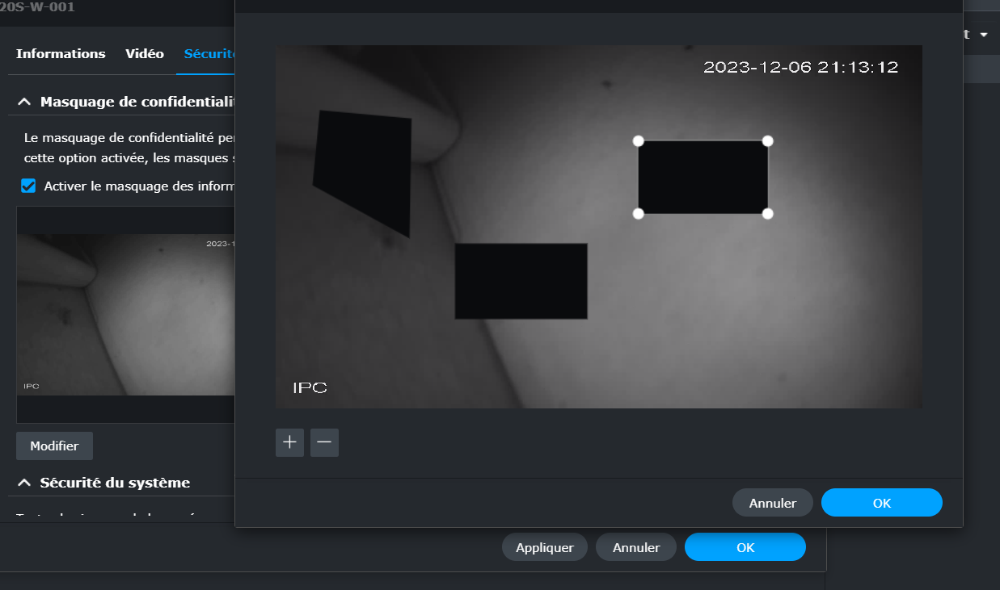 20S-W-001
Informations Vidéo Sécurité
Masquage de confidentialit
Le masquage de confidentialité pe
cette option activée, les masques s
Activer le masquage des inform
2023-1
IPC
Modifier
Sécurité du système
2023-12-06 21:13:12
IPC
+ −
Annuler OK
Appliquer Annuler OK
t